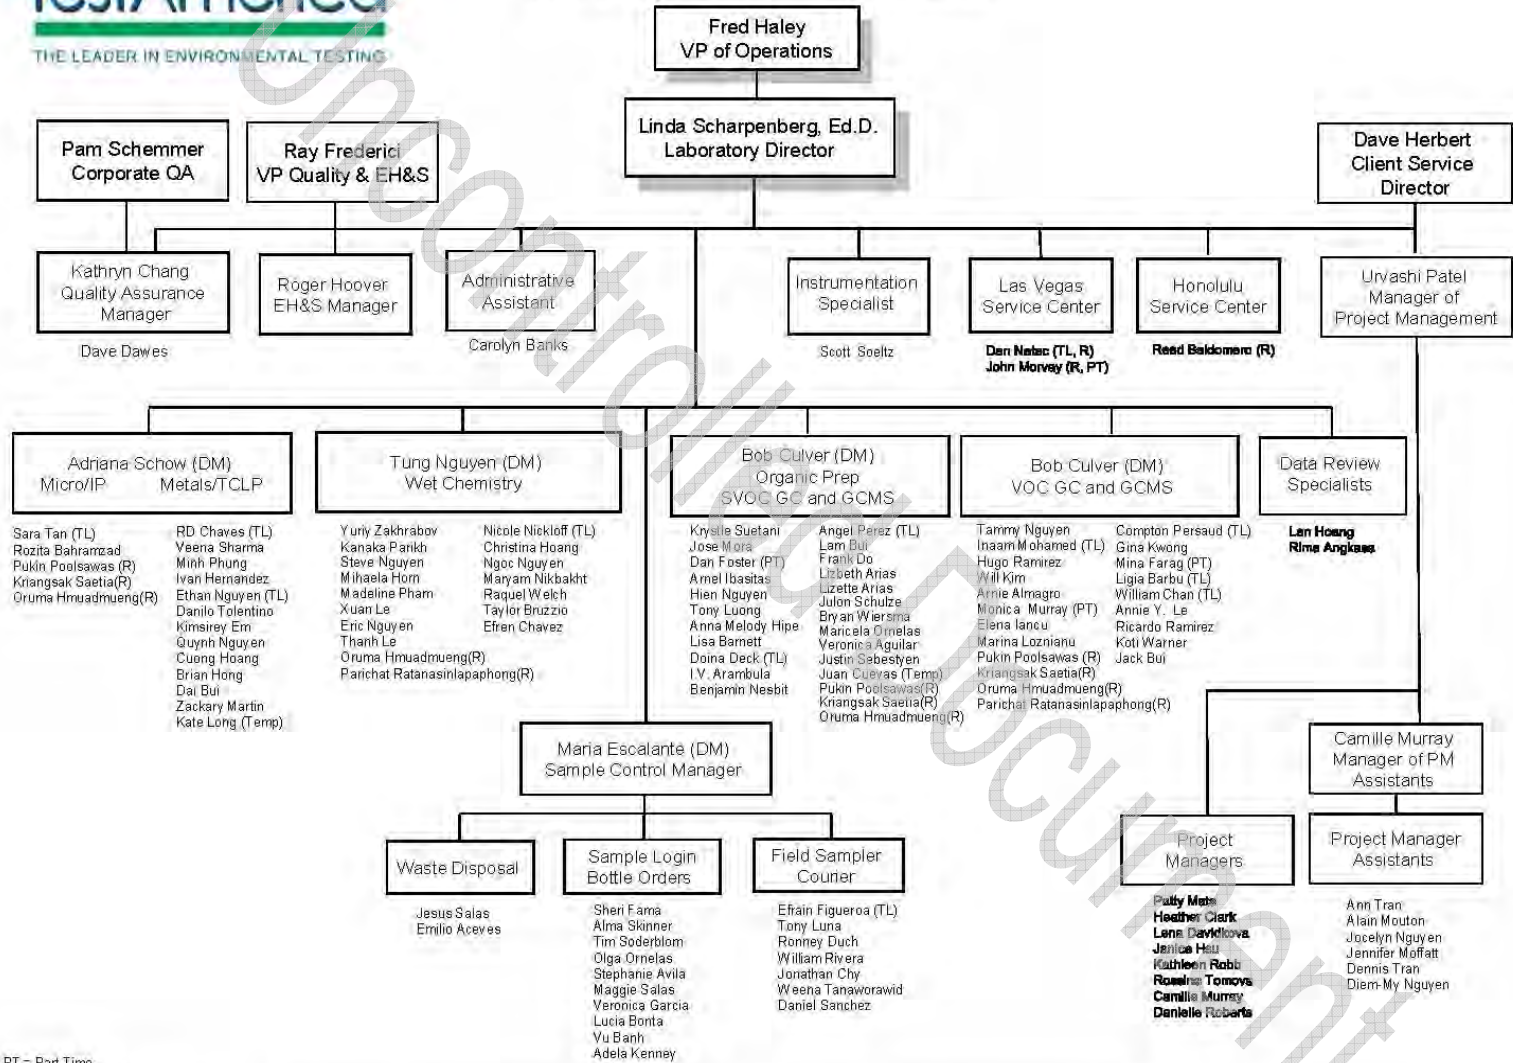 TestAmerica
THE LEADER IN ENVIRONMENTAL TESTING
Fred Haley
VP of Operations
Linda Scharpenberg, Ed.D.
Laboratory Director
Pam Schemmer
Corporate QA
Ray Frederici
VP Quality & EH&S
Dave Herbert
Client Service
Director
Kathryn Chang
Quality Assurance
Manager
Dave Dawes
Roger Hoover
EH&S Manager
Administrative
Assistant
Carolyn Banks
Instrumentation
Specialist
Scott Soeltz
Las Vegas
Service Center
Dan Natac (TL, R)
John Morvay (R, PT)
Honolulu
Service Center
Read Baldomero (R)
Urvashi Patel
Manager of
Project Management
Adriana Schow (DM)
Micro/IP Metals/TCLP
Sara Tan (TL)
Rozita Bahramzad
Pukin Poolsawas (R)
Kriangsak Saetia(R)
Oruma Hmuadmueng(R)
RD Chaves (TL)
Veena Sharma
Minh Phung
Ivan Hernandez
Ethan Nguyen (TL)
Danilo Tolentino
Kimsirey Em
Quynh Nguyen
Cuong Hoang
Brian Hong
Dai Bui
Zackary Martin
Kate Long (Temp)
Tung Nguyen (DM)
Wet Chemistry
Yuriy Zakhrabov
Kanaka Parikh
Steve Nguyen
Mihaela Horn
Madeline Pham
Xuan Le
Eric Nguyen
Thanh Le
Oruma Hmuadmueng(R)
Parichat Ratanasinlapaphong(R)
Nicole Nickloff (TL)
Christina Hoang
Ngoc Nguyen
Maryam Nikbakht
Raquel Welch
Taylor Bruzzio
Efren Chavez
Bob Culver (DM)
Organic Prep
SVOC GC and GCMS
Krystle Suetani
Jose Mora
Dan Foster (PT)
Amel Ibasitas
Hien Nguyen
Tony Luong
Anna Melody Hipe
Lisa Barnett
Doina Deck (TL)
I.V. Arambula
Benjamin Nesbit
Angel Perez (TL)
Lam Bui
Frank Do
Lizbeth Arias
Lizette Arias
Julon Schulze
Bryan Wiersma
Maricela Ornelas
Veronica Aguilar
Justin Sebestyen
Juan Cuevas (Temp)
Pukin Poolsawas(R)
Kriangsak Saetia(R)
Oruma Hmuadmueng(R)
Bob Culver (DM)
VOC GC and GCMS
Tammy Nguyen
Inaam Mohamed (TL)
Hugo Ramirez
Will Kim
Arnie Almagro
Monica Murray (PT)
Elena Iancu
Marina Loznianu
Pukin Poolsawas (R)
Kriangsak Saetia(R)
Oruma Hmuadmueng(R)
Parichat Ratanasinlapaphong(R)
Compton Persaud (TL)
Gina Kwong
Mina Farag (PT)
Ligia Barbu (TL)
William Chan (TL)
Annie Y. Le
Ricardo Ramirez
Koti Warner
Jack Bui
Data Review
Specialists
Lan Hoang
Rima Angkasa
Maria Escalante (DM)
Sample Control Manager
Waste Disposal
Jesus Salas
Emilio Aceves
Sample Login
Bottle Orders
Sheri Fama
Alma Skinner
Tim Soderblom
Olga Ornelas
Stephanie Avila
Maggie Salas
Veronica Garcia
Lucia Bonta
Vu Banh
Adela Kenney
Field Sampler
Courier
Efrain Figueroa (TL)
Tony Luna
Ronney Duch
William Rivera
Jonathan Chy
Weena Tanaworawid
Daniel Sanchez
Camille Murray
Manager of PM
Assistants
Project
Managers
Patty Mata
Heather Clark
Lena Davidkova
Janice Hsu
Kathleen Robb
Rossina Tomova
Camille Murray
Danielle Roberts
Project Manager
Assistants
Ann Tran
Alain Mouton
Jocelyn Nguyen
Jennifer Moffatt
Dennis Tran
Diem-My Nguyen
PT = Part Time
Uncontrolled Document